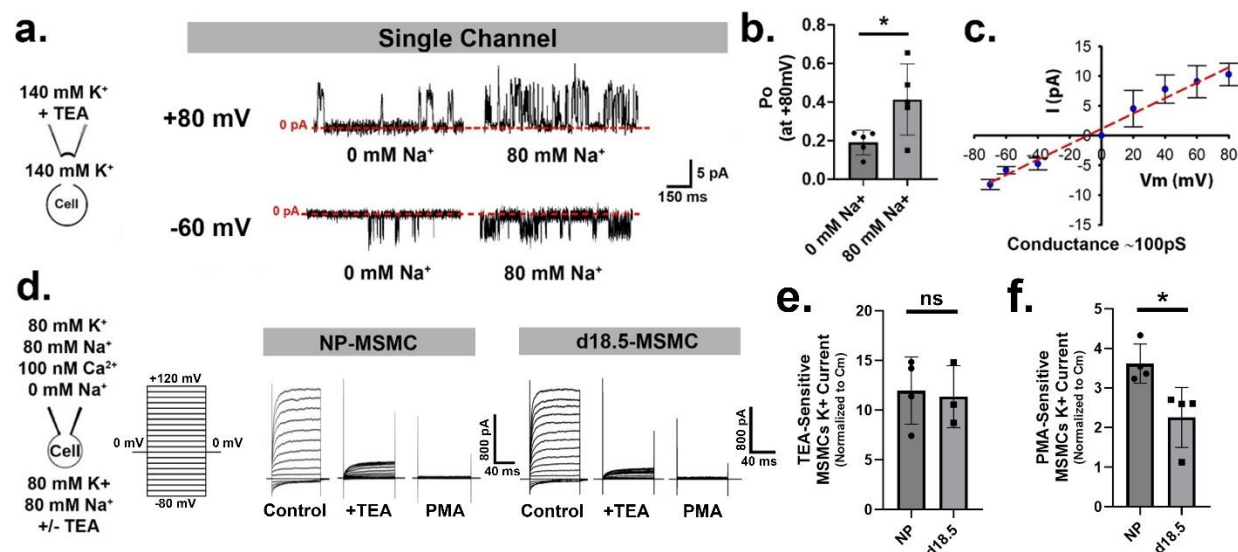 a.
Single Channel
140 mM K⁺
+ TEA
140 mM K⁺
Cell
+80 mV
0 pA
0 mM Na⁺
80 mM Na⁺
5 pA
150 ms
-60 mV
0 pA
0 mM Na⁺
80 mM Na⁺
b.
*
Po
(at +80mV)
0.8
0.6
0.4
0.2
0.0
0 mM Na+
80 mM Na+
c.
I (pA)
15
10
5
0
-5
-10
-15
-80 -60 -40 -20
0 20 40 60 80
Vm (mV)
Conductance ~100pS
d.
80 mM K⁺
80 mM Na⁺
100 nM Ca²⁺
0 mM Na⁺
Cell
80 mM K+
80 mM Na⁺
+/- TEA
+120 mV
0 mV
0 mV
-80 mV
NP-MSMC
Control
+TEA
PMA
800 pA
40 ms
d18.5-MSMC
Control
+TEA
PMA
800 pA
40 ms
e.
ns
TEA-Sensitive
MSMCs K+ Current
(Normalized to Cm)
20
15
10
5
0
NP
d18.5
f.
*
PMA-Sensitive
MSMCs K+ Current
(Normalized to Cm)
5
4
3
2
1
0
NP
d18.5